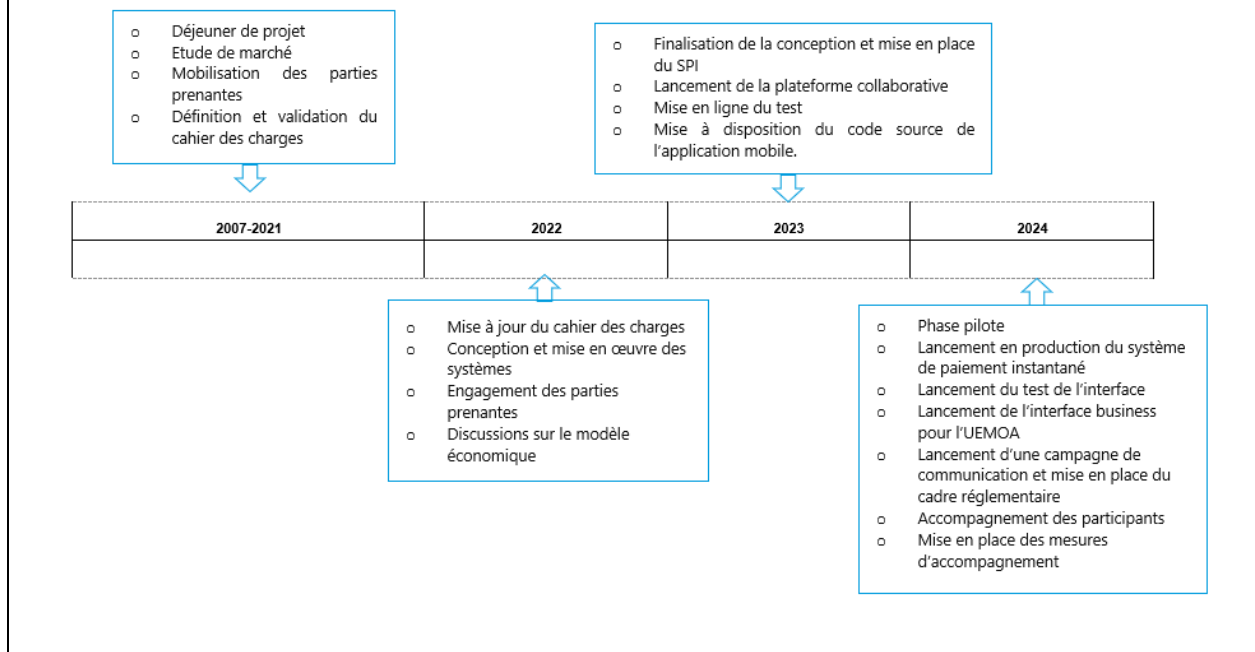 o Déjeuner de projet
o Etude de marché
o Mobilisation des parties
prenantes
o Définition et validation du
cahier des charges
o Finalisation de la conception et mise en place
du SPI
o Lancement de la plateforme collaborative
o Mise en ligne du test
o Mise à disposition du code source de
l’application mobile.
2007-2021 2022 2023 2024
o Mise à jour du cahier des charges
o Conception et mise en œuvre des
systèmes
o Engagement des parties
prenantes
o Discussions sur le modèle
économique
o Phase pilote
o Lancement en production du système
de paiement instantané
o Lancement du test de l’interface
o Lancement de l’interface business
pour l’UEMOA
o Lancement d’une campagne de
communication et mise en place du
cadre réglementaire
o Accompagnement des participants
o Mise en place des mesures
d’accompagnement